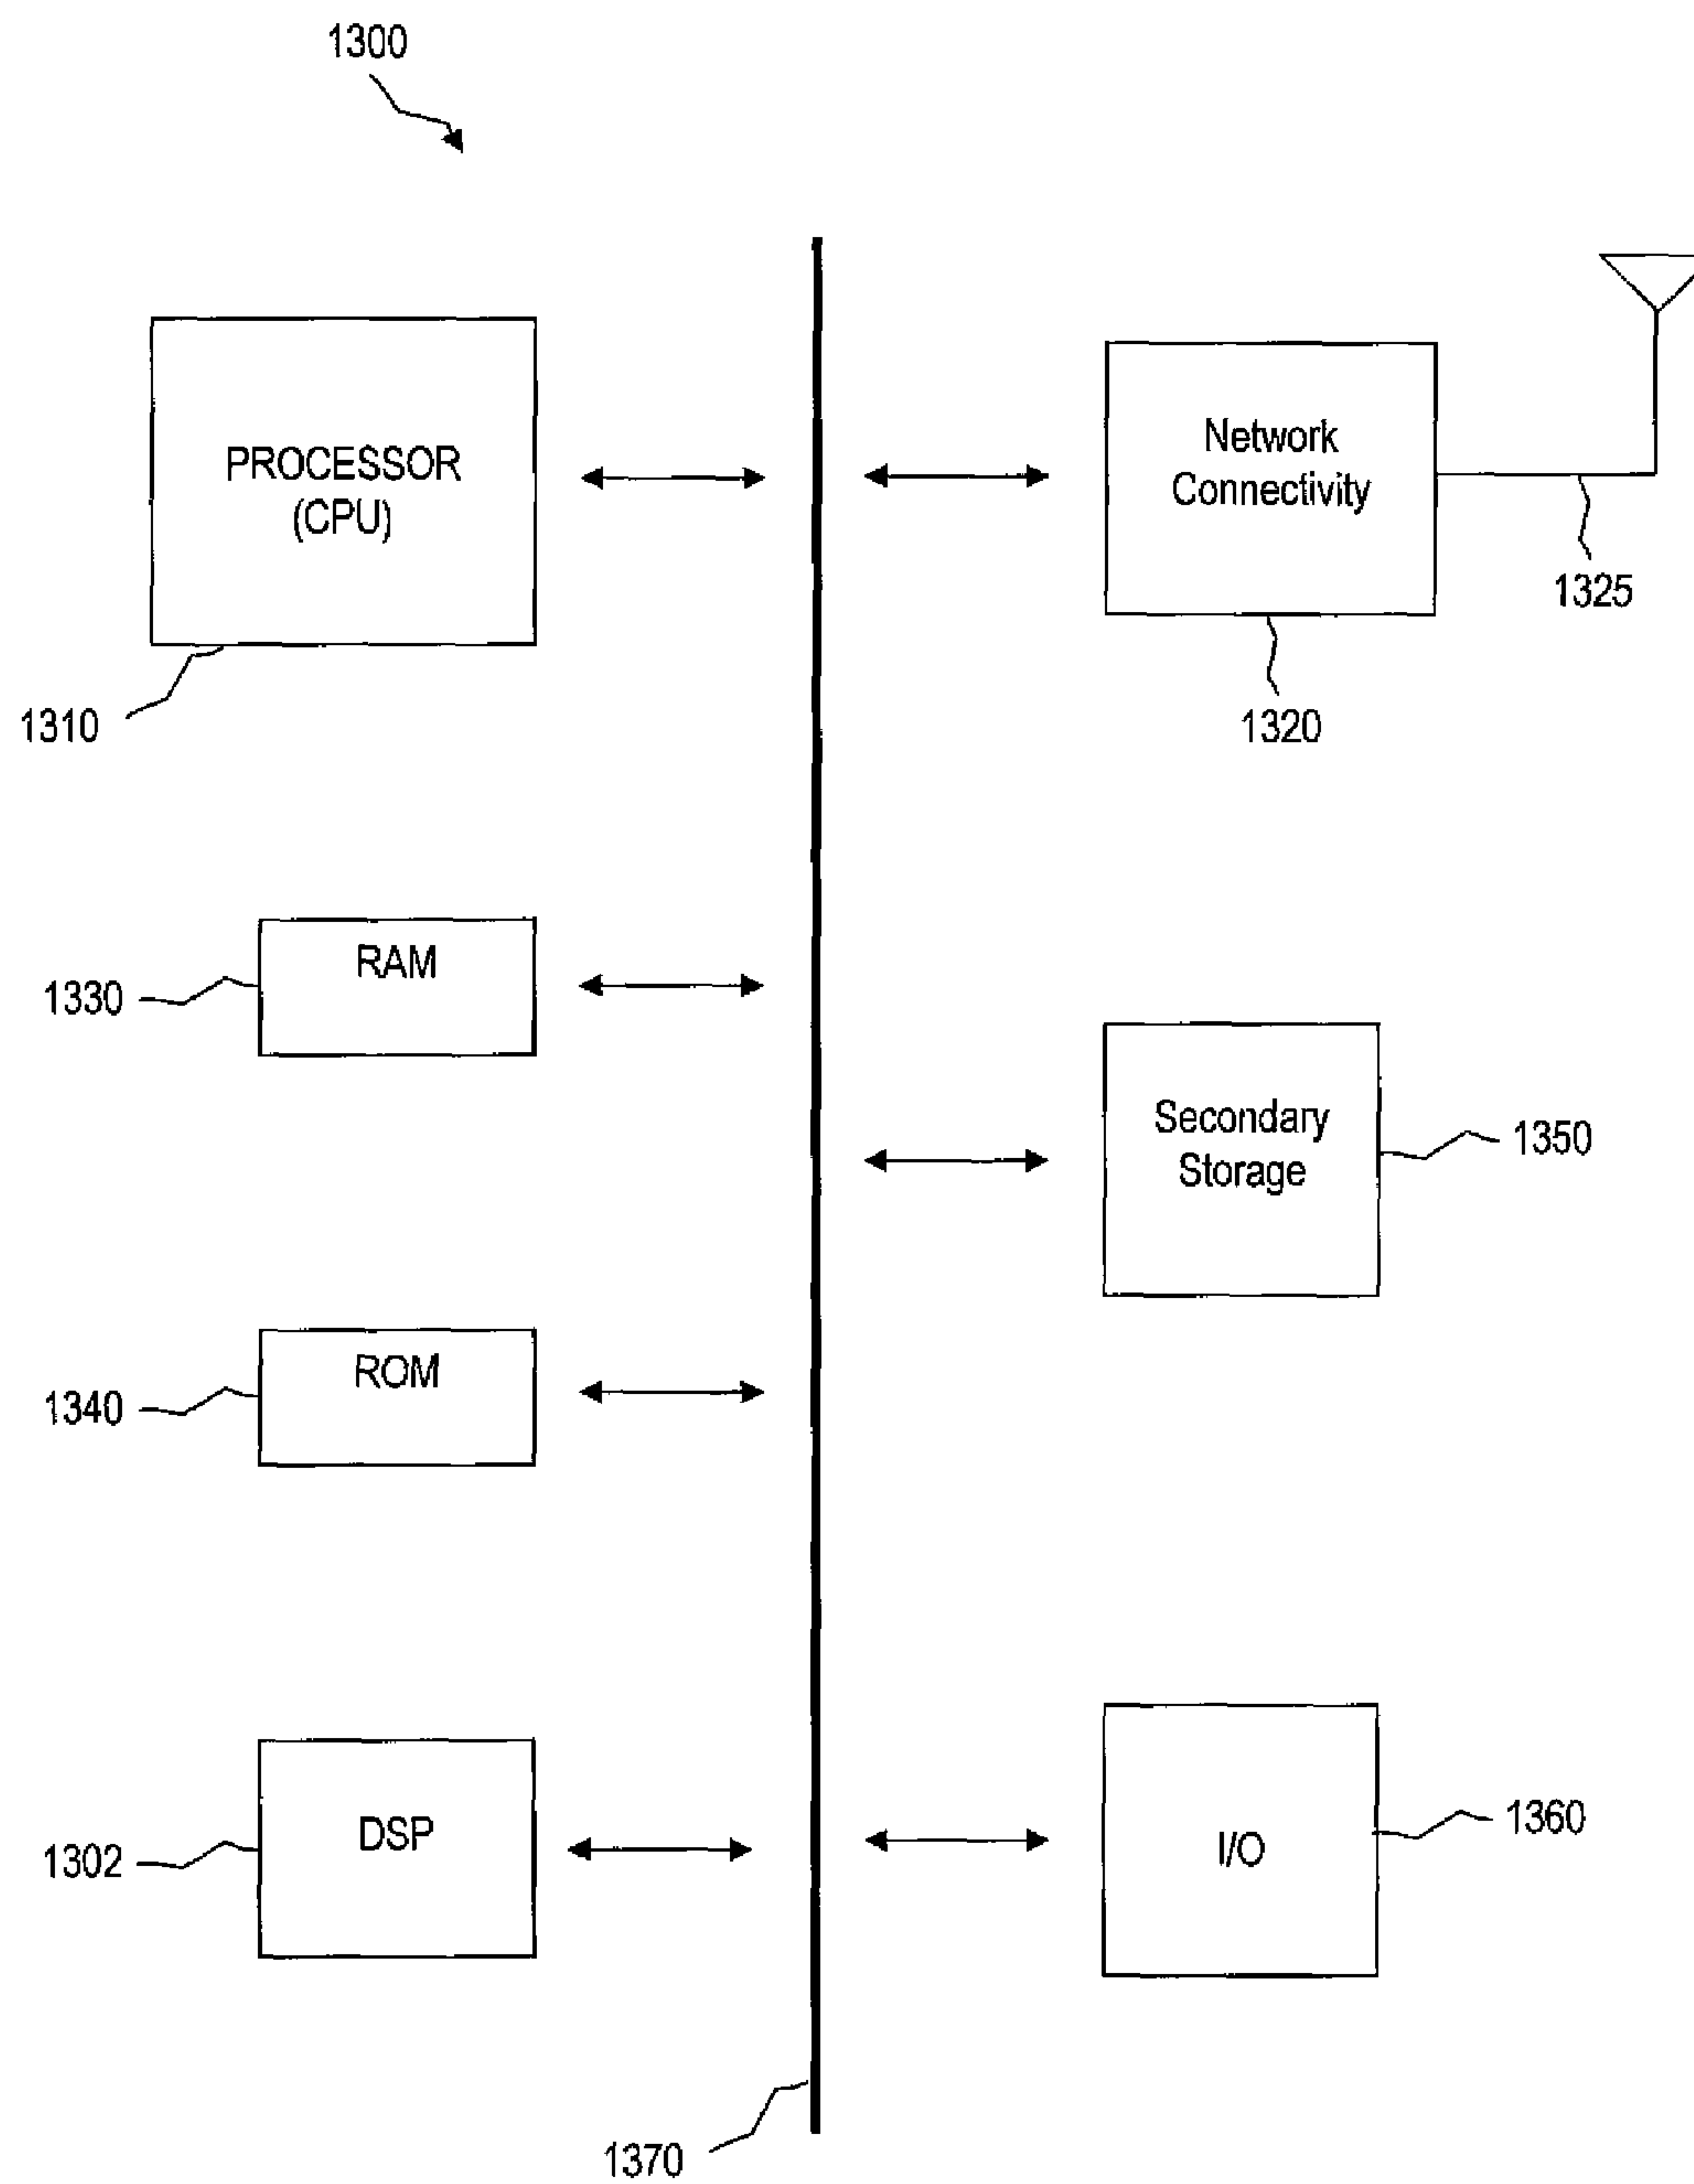 1300
PROCESSOR
(CPU)
1310
Network
Connectivity
1325
1320
RAM
1330
Secondary
Storage
1350
ROM
1340
DSP
1302
I/O
1360
1370